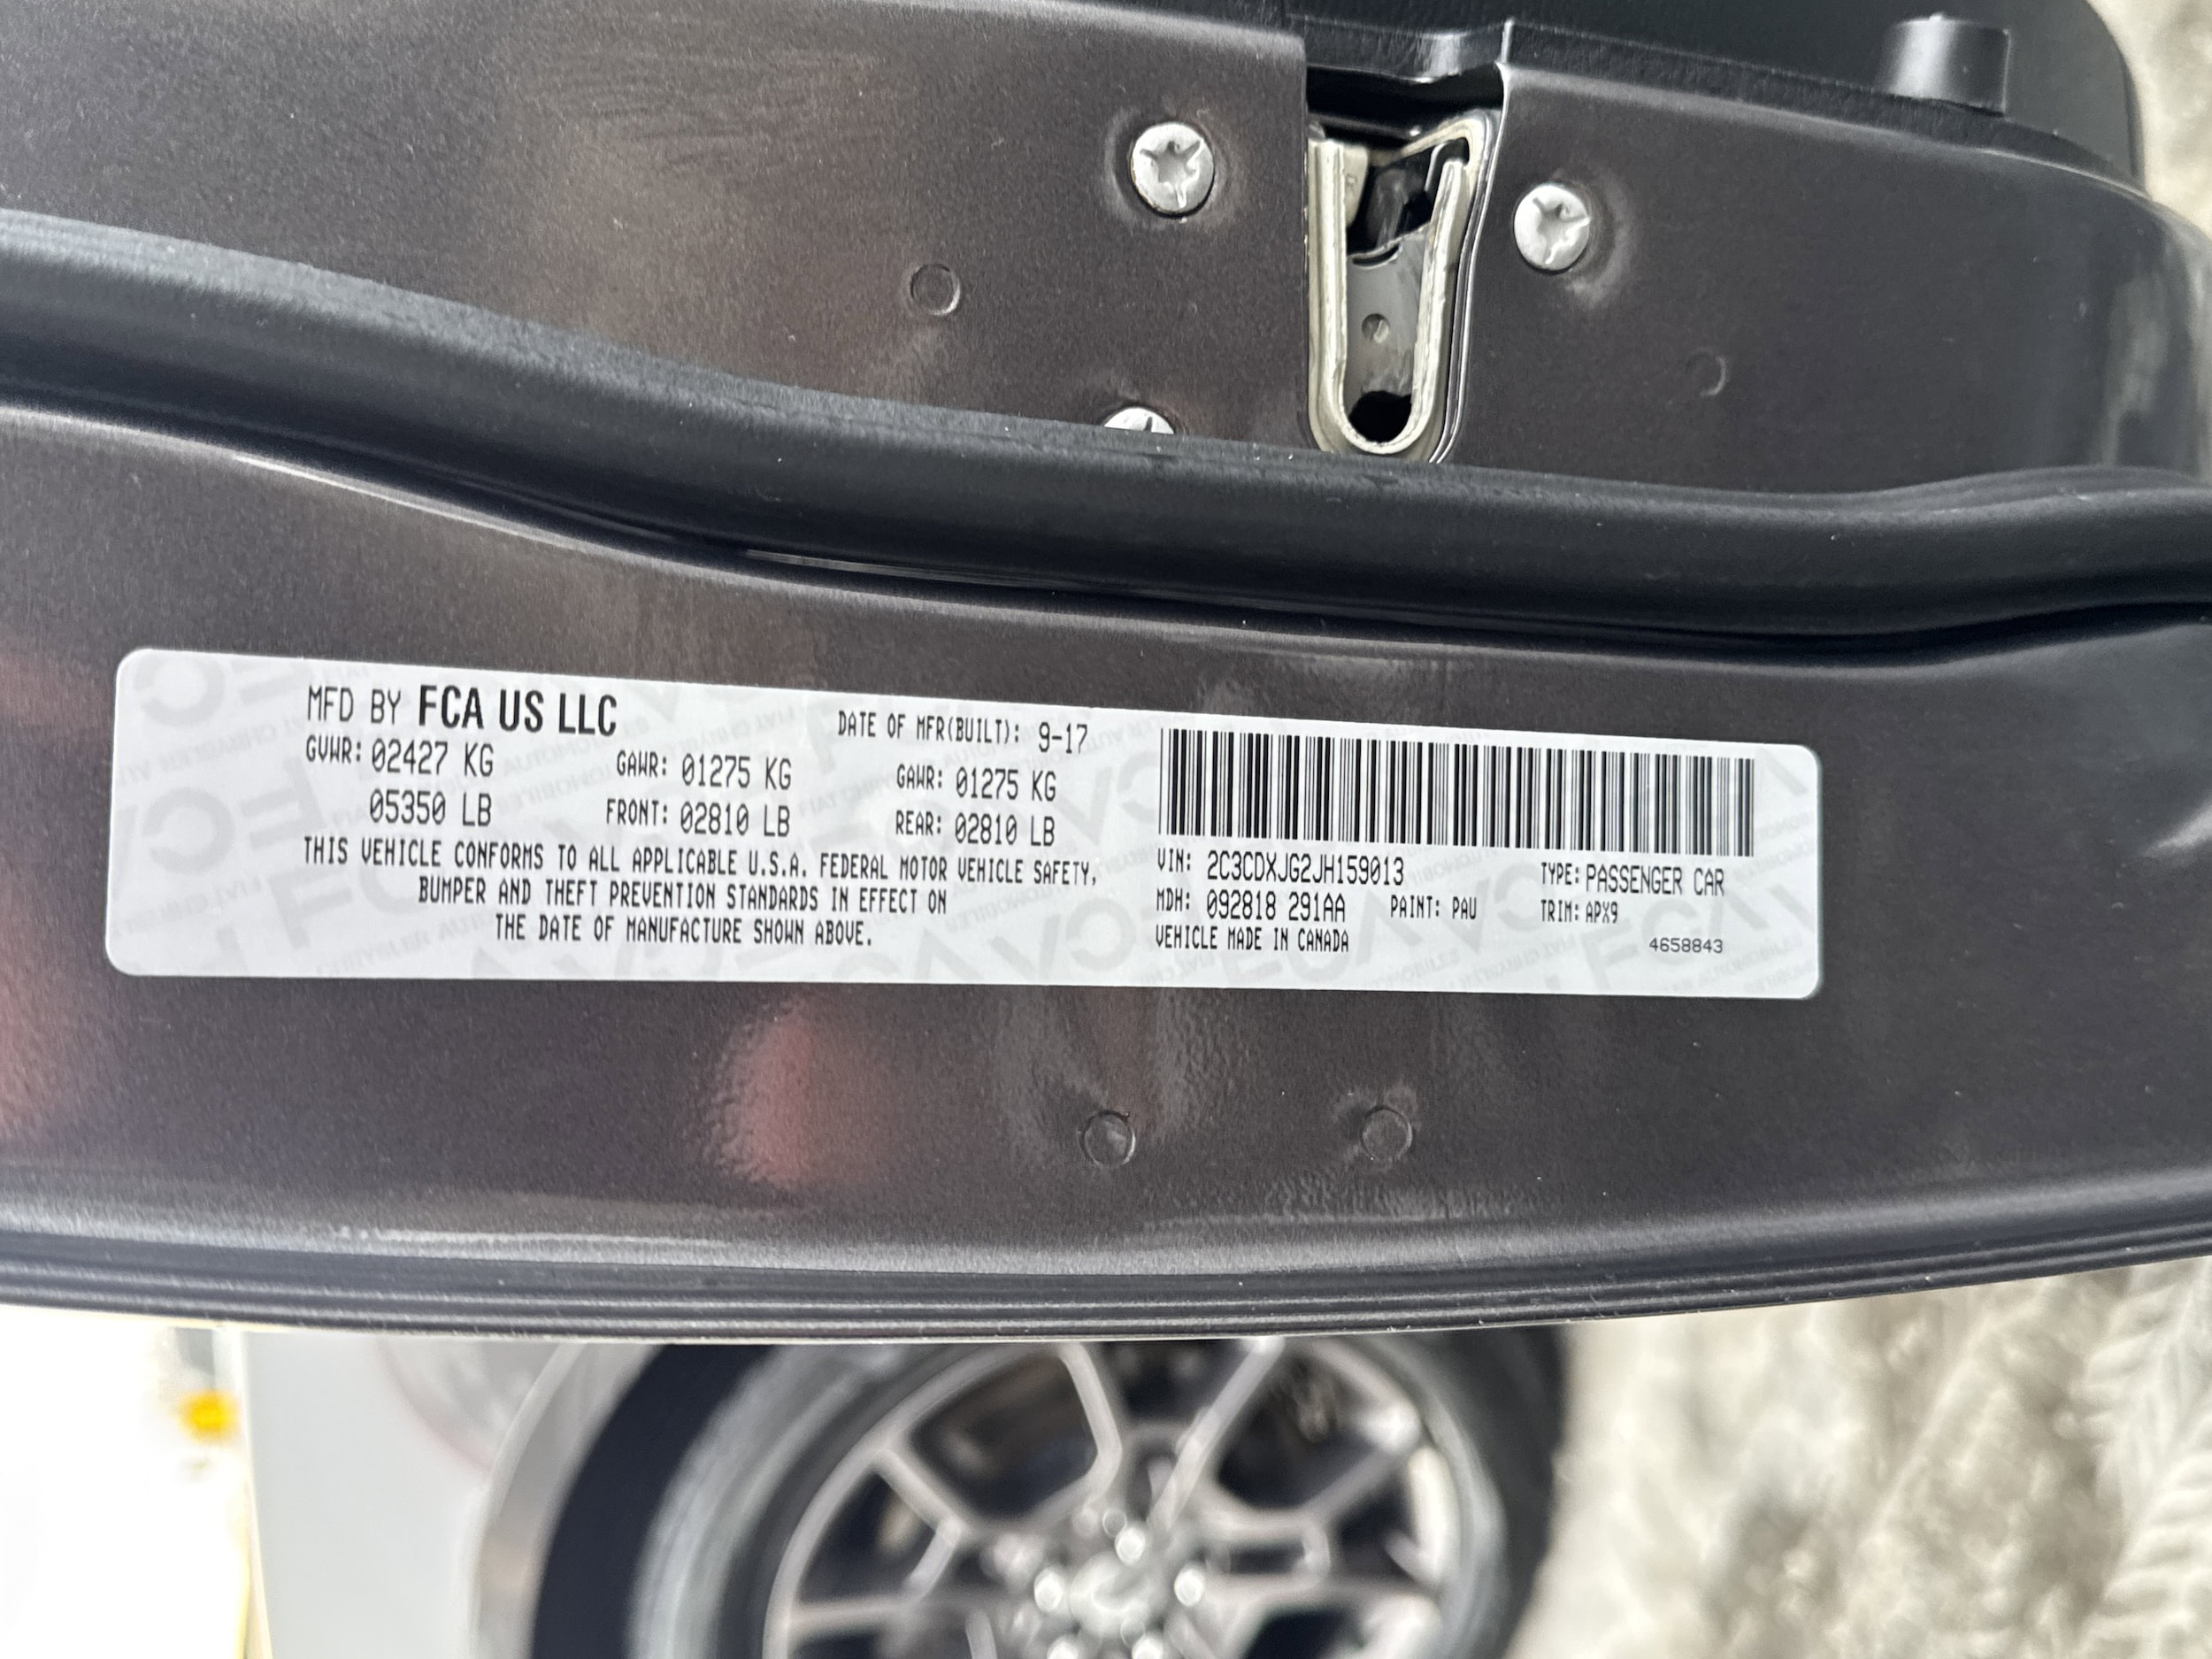 MFD BY FCA US LLC
DATE OF MFR(BUILT): 9-17
GVWR: 02427 KG GAWR: 01275 KG GAWR: 01275 KG
05350 LB FRONT: 02810 LB REAR: 02810 LB
THIS VEHICLE CONFORMS TO ALL APPLICABLE U.S.A. FEDERAL MOTOR VEHICLE SAFETY,
BUMPER AND THEFT PREVENTION STANDARDS IN EFFECT ON
THE DATE OF MANUFACTURE SHOWN ABOVE.
VIN: 2C3CDXJG2JH159013 TYPE: PASSENGER CAR
MDH: 092818 291AA PAINT: PAU TRIM: APX9
VEHICLE MADE IN CANADA 4658843